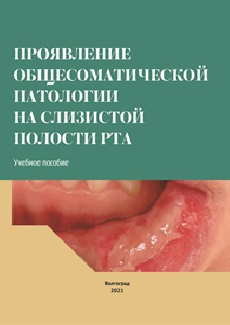 ПРОЯВЛЕНИЕ
ОБЩЕСОМАТИЧЕСКОЙ
ПАТОЛОГИИ
НА СЛИЗИСТОЙ
ПОЛОСТИ РТА
Учебное пособие
Волгоград
2021